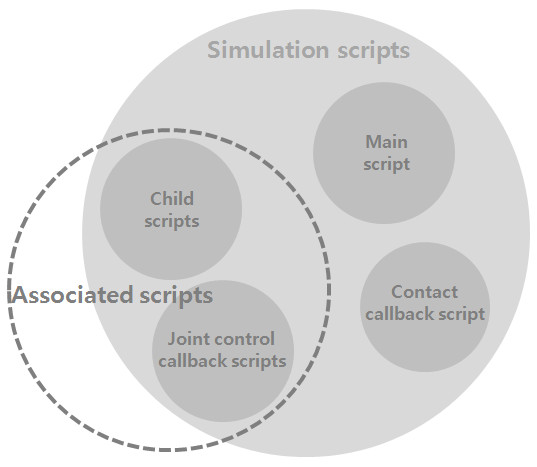 Simulation scripts
Main
script
Child
scripts
Associated scripts
Contact
callback script
Joint control
callback scripts